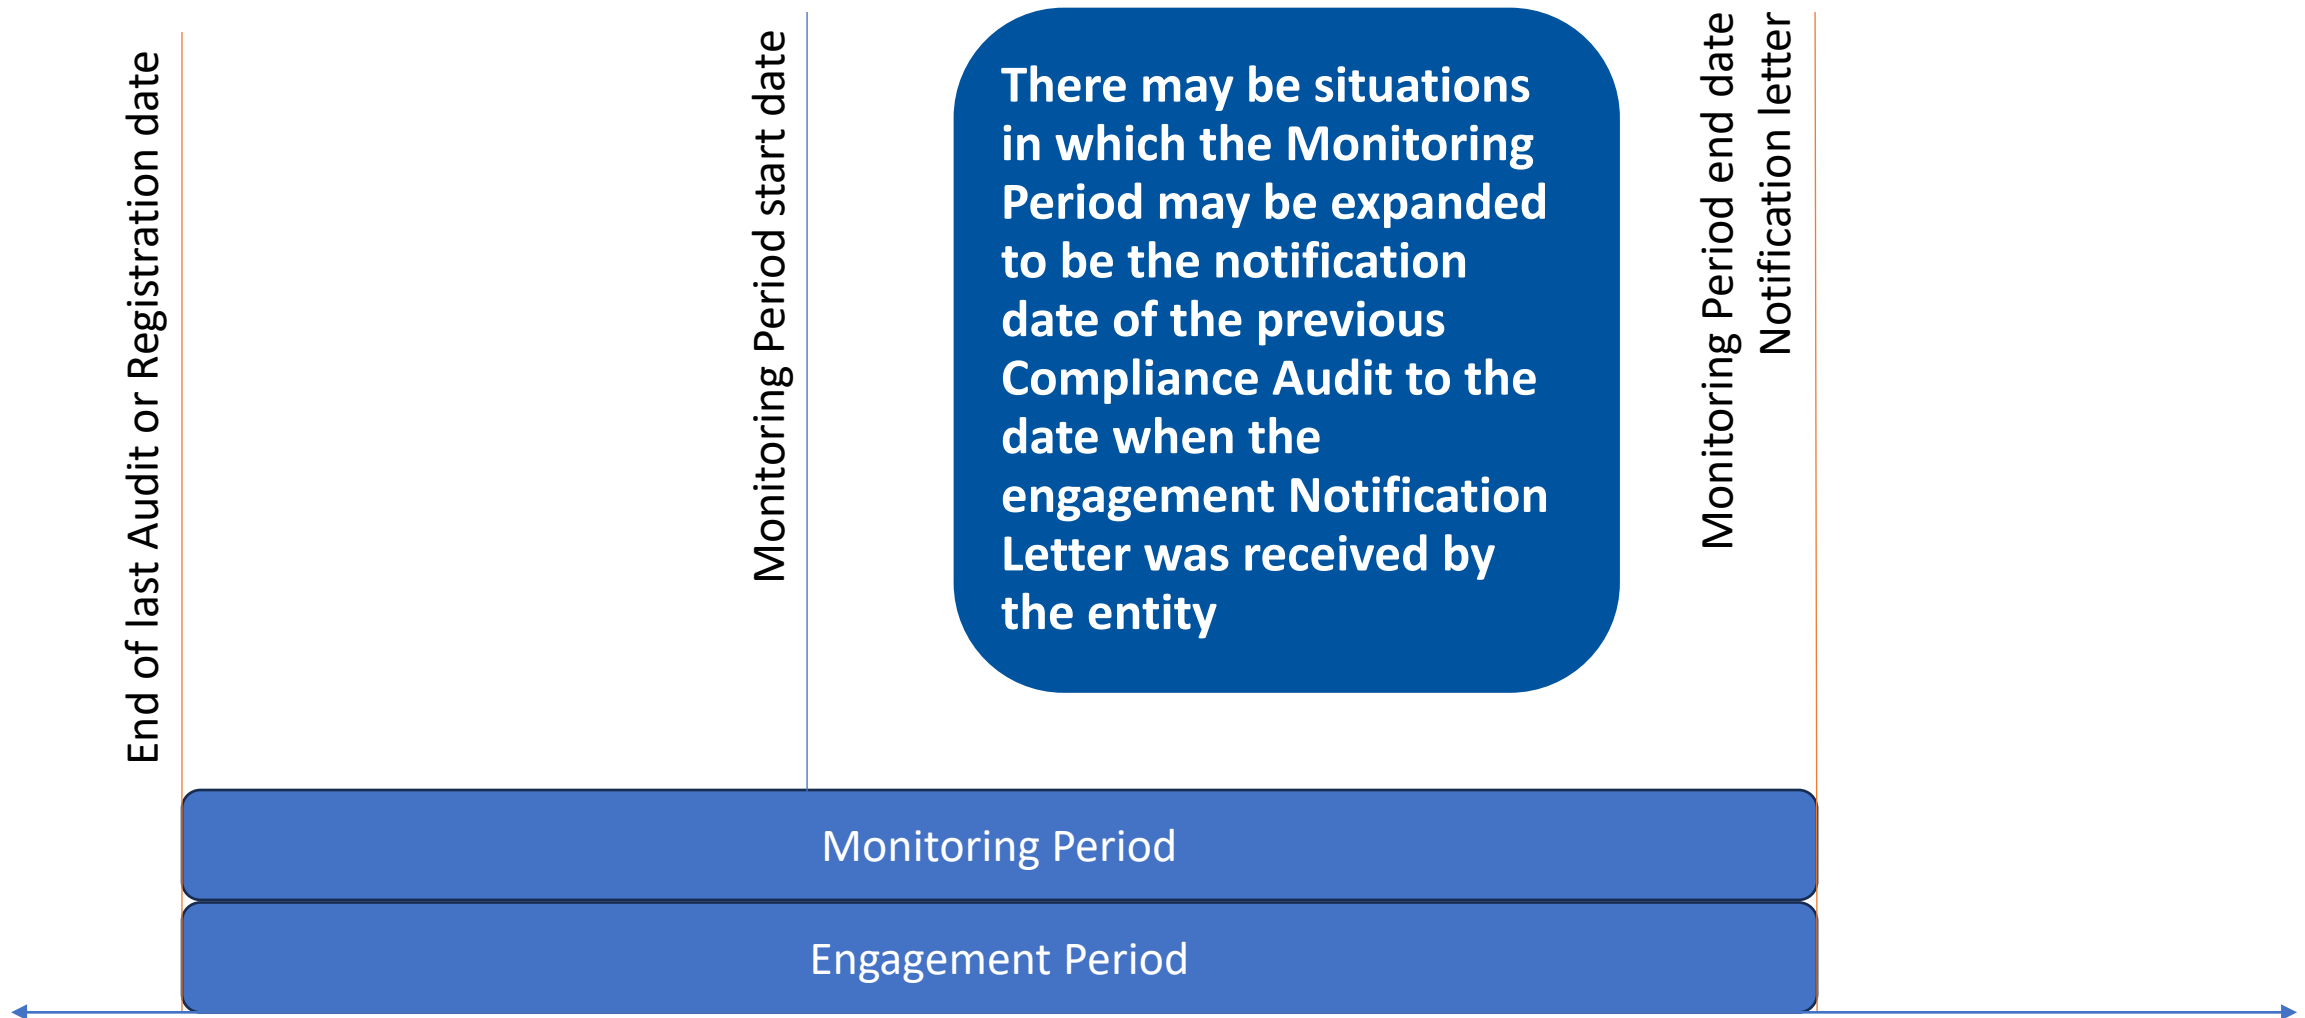 End of last Audit or Registration date
Monitoring Period start date
There may be situations
in which the Monitoring
Period may be expanded
to be the notification
date of the previous
Compliance Audit to the
date when the
engagement Notification
Letter was received by
the entity
Monitoring Period end date
Notification letter
Monitoring Period
Engagement Period